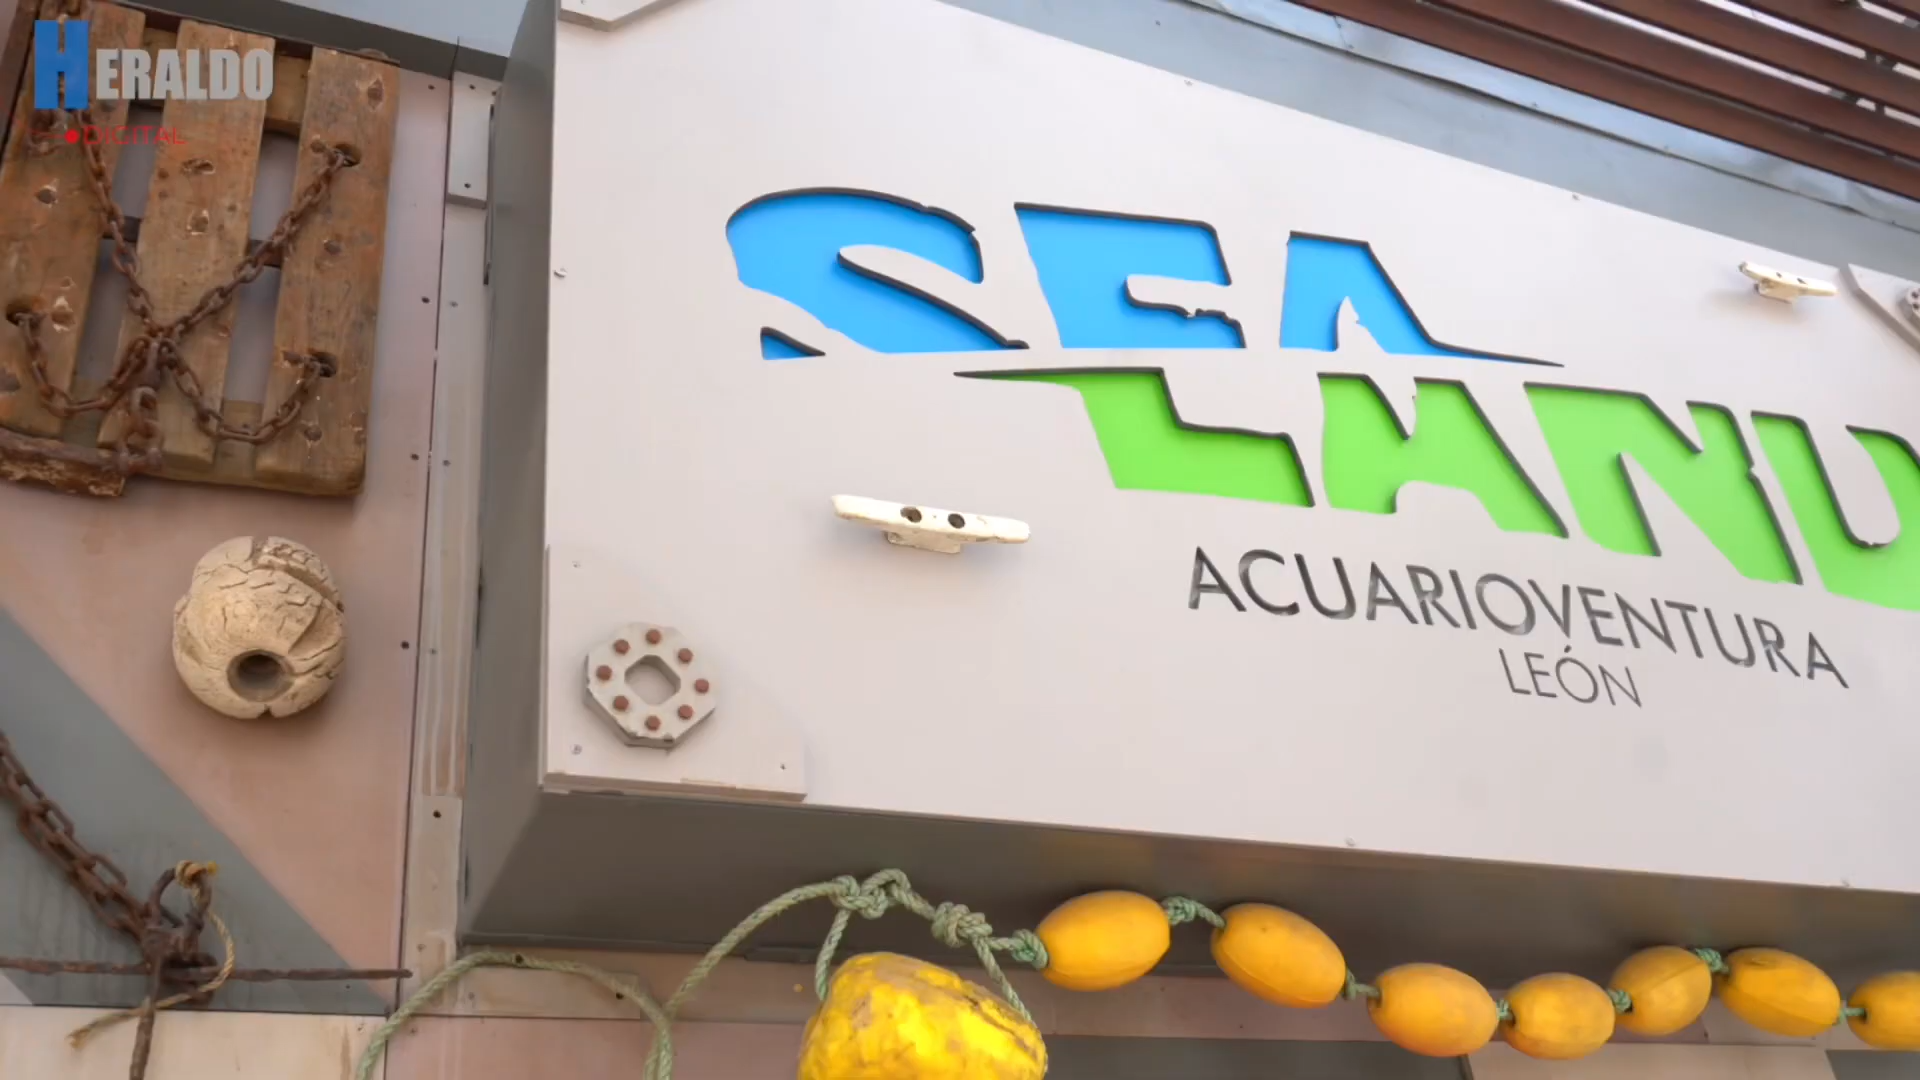 HERALDO
DIGITAL
SEA
LAND
ACUARIOVENTURA
LEÓN